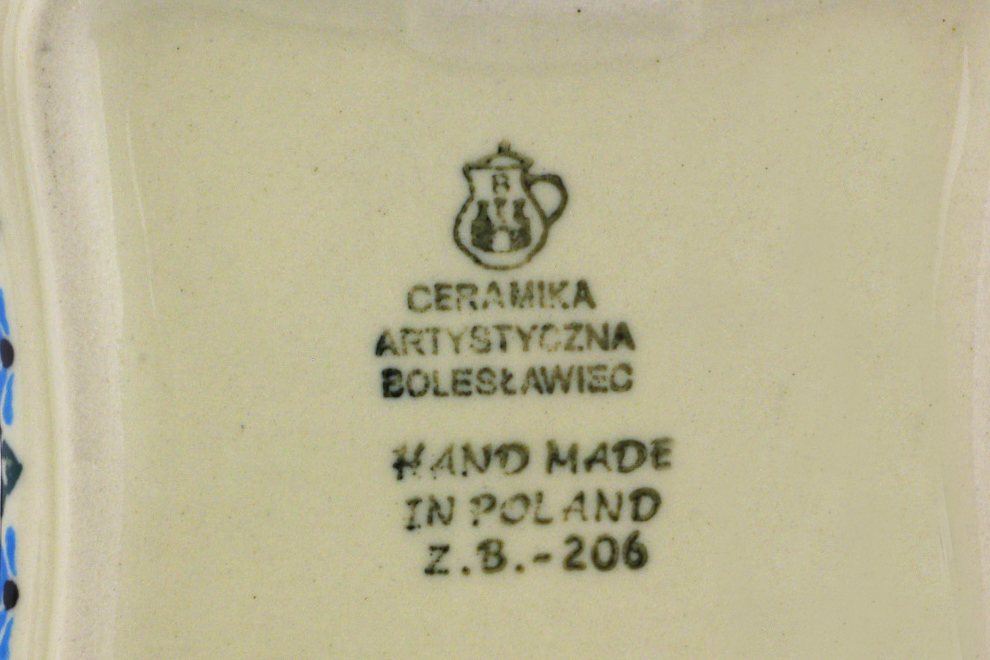 B
CERAMIKA
ARTYSTYCZNA
BOLESŁAWIEC
HAND MADE
IN POLAND
Z.B.-206